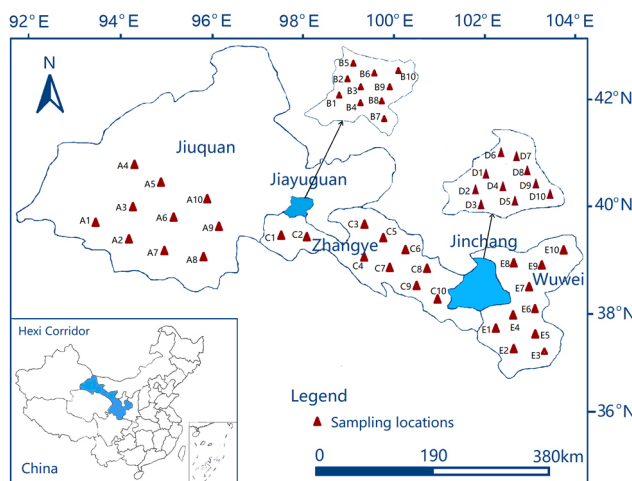 92°E 94°E 96°E 98°E 100°E 102°E 104°E
N
42°N
40°N
38°N
36°N
B5
B6 B10
B2
B3 B9
B1
B4 B8
B7
Jiuquan
Jiayuguan
Zhangye
Jinchang
Wuwei
A4
A5
A10
A3
A6
A1
A9
A2
A7
A8
D6 D7
D1 D8
D2 D4 D9
D10
D3 D5
C3
C1 C2 C5
C6
C4 C7 C8
C9
C10
E10
E8 E9
E7
E6
E4
E1
E5
E2 E3
Hexi Corridor
China
Legend
Sampling locations
0 190 380km